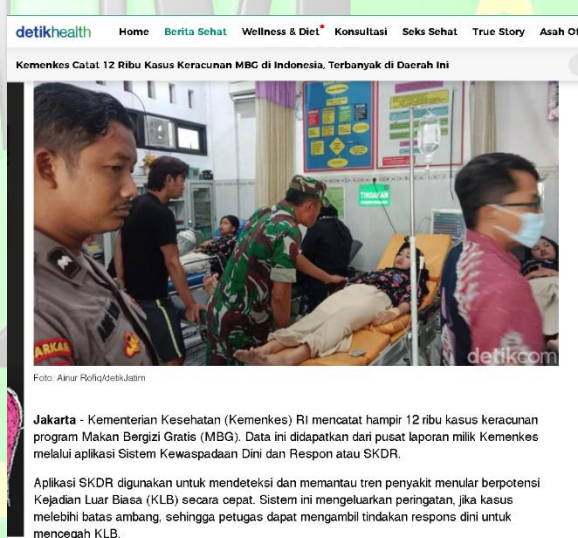 detikhealth Home Berita Sehat Wellness & Diet Konsultasi Seks Sehat True Story Asah O
Kemenkes Catat 12 Ribu Kasus Keracunan MBG di Indonesia, Terbanyak di Daerah Ini
TINDAKAN
ARKAN
detikcom
Foto: Ainur Rofiq/detikJatim
Jakarta - Kementerian Kesehatan (Kemenkes) RI mencatat hampir 12 ribu kasus keracunan
program Makan Bergizi Gratis (MBG). Data ini didapatkan dari pusat laporan milik Kemenkes
melalui aplikasi Sistem Kewaspadaan Dini dan Respon atau SKDR.
Aplikasi SKDR digunakan untuk mendeteksi dan memantau tren penyakit menular berpotensi
Kejadian Luar Biasa (KLB) secara cepat. Sistem ini mengeluarkan peringatan, jika kasus
melebihi batas ambang, sehingga petugas dapat mengambil tindakan respons dini untuk
mencegah KLB.